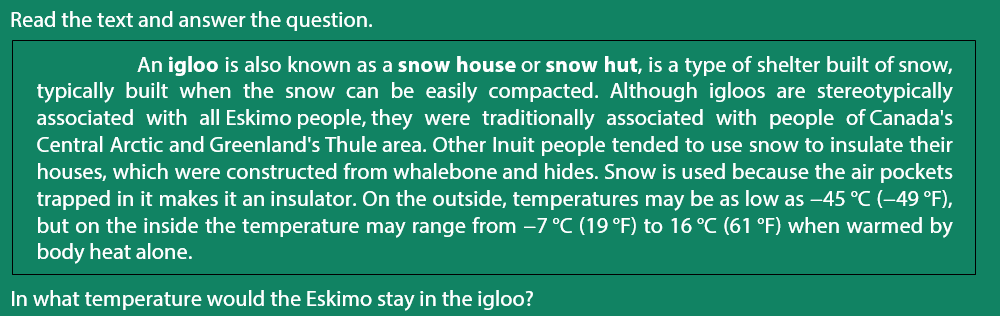 Read the text and answer the question.
An igloo is also known as a snow house or snow hut, is a type of shelter built of snow,
typically built when the snow can be easily compacted. Although igloos are stereotypically
associated with all Eskimo people, they were traditionally associated with people of Canada's
Central Arctic and Greenland's Thule area. Other Inuit people tended to use snow to insulate their
houses, which were constructed from whalebone and hides. Snow is used because the air pockets
trapped in it makes it an insulator. On the outside, temperatures may be as low as −45 °C (−49 °F),
but on the inside the temperature may range from −7 °C (19 °F) to 16 °C (61 °F) when warmed by
body heat alone.
In what temperature would the Eskimo stay in the igloo?